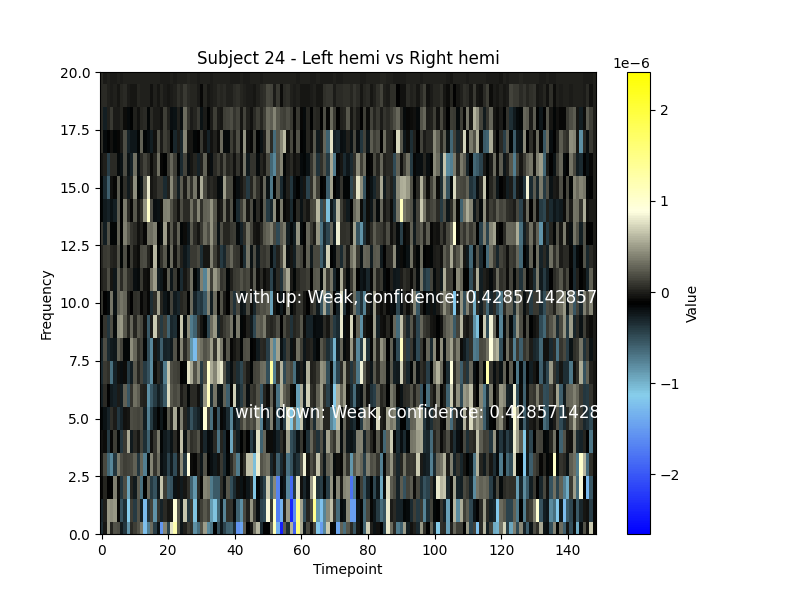 Subject 24 - Left hemi vs Right hemi
1e−6
20.0
17.5
15.0
12.5
10.0
7.5
5.0
2.5
0.0
Frequency
with up: Weak, confidence: 0.42857142857
with down: Weak, confidence: 0.428571428
0 20 40 60 80 100 120 140
Timepoint
2
1
0
−1
−2
Value